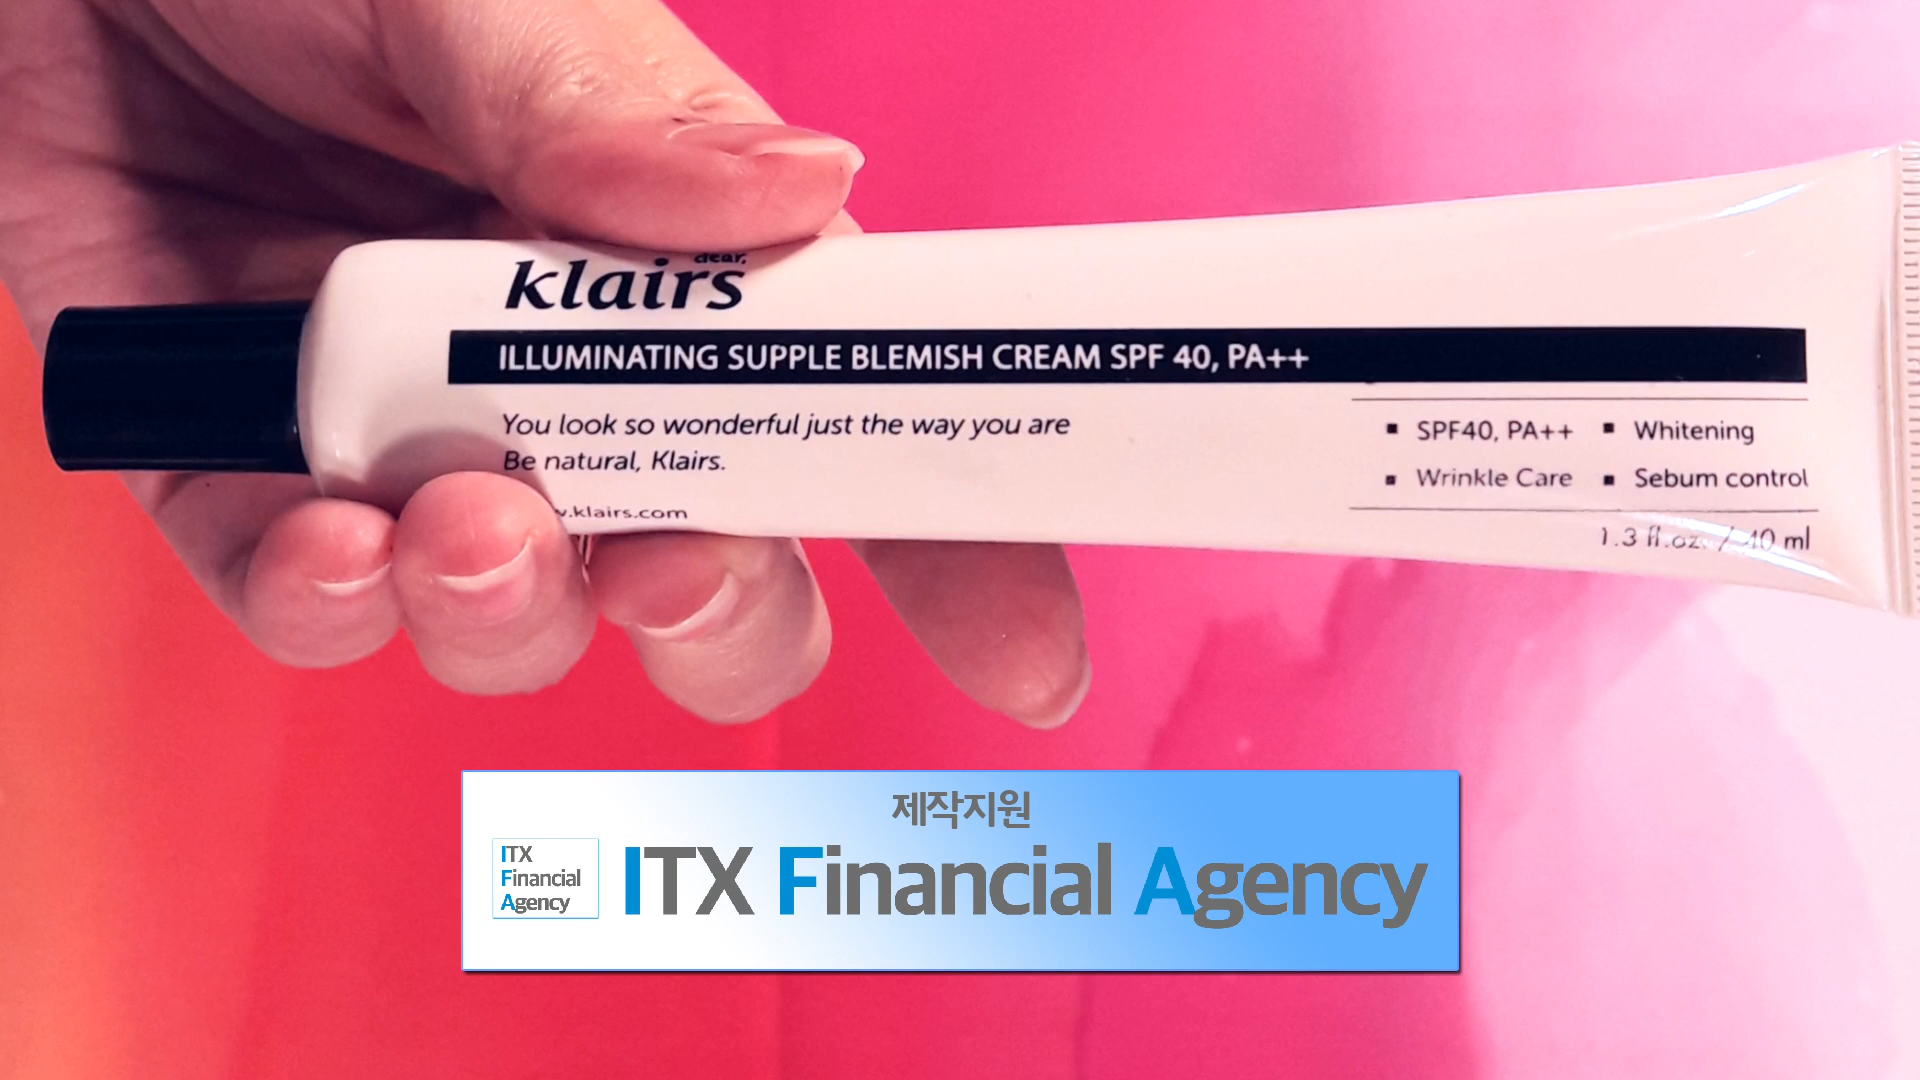 dear,
klairs
ILLUMINATING SUPPLE BLEMISH CREAM SPF 40, PA++
You look so wonderful just the way you are
Be natural, Klairs.
.klairs.com
▪ SPF40, PA++ ▪ Whitening
▪ Wrinkle Care ▪ Sebum control
1.3 fl.oz. / 40 ml
제작지원
ITX
Financial
Agency
ITX Financial Agency